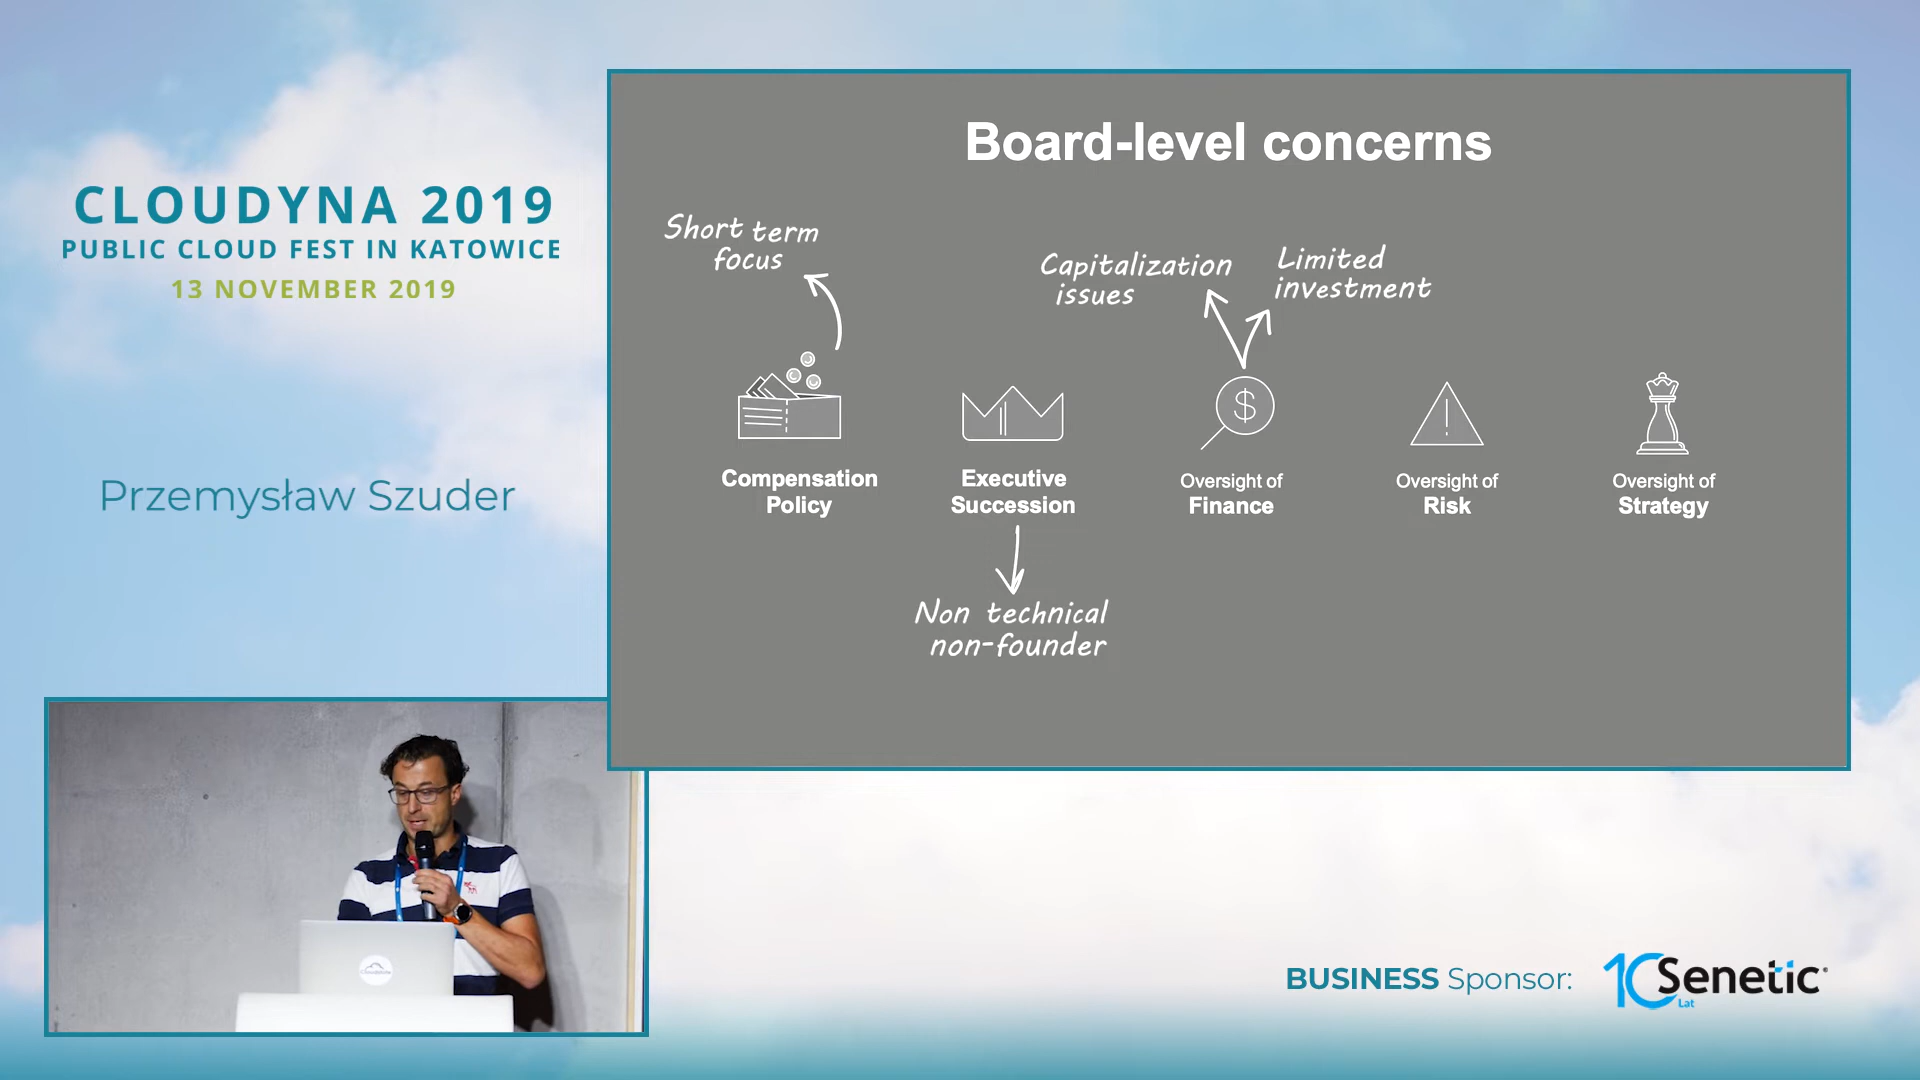 CLOUDYNA 2019
PUBLIC CLOUD FEST IN KATOWICE
13 NOVEMBER 2019
Przemysław Szuder
Board-level concerns
Short term
focus
Capitalization
issues
Limited
investment
$
Compensation
Policy
Executive
Succession
Oversight of
Finance
Oversight of
Risk
Oversight of
Strategy
Non technical
non-founder
BUSINESS Sponsor:
10 Lat
Senetic